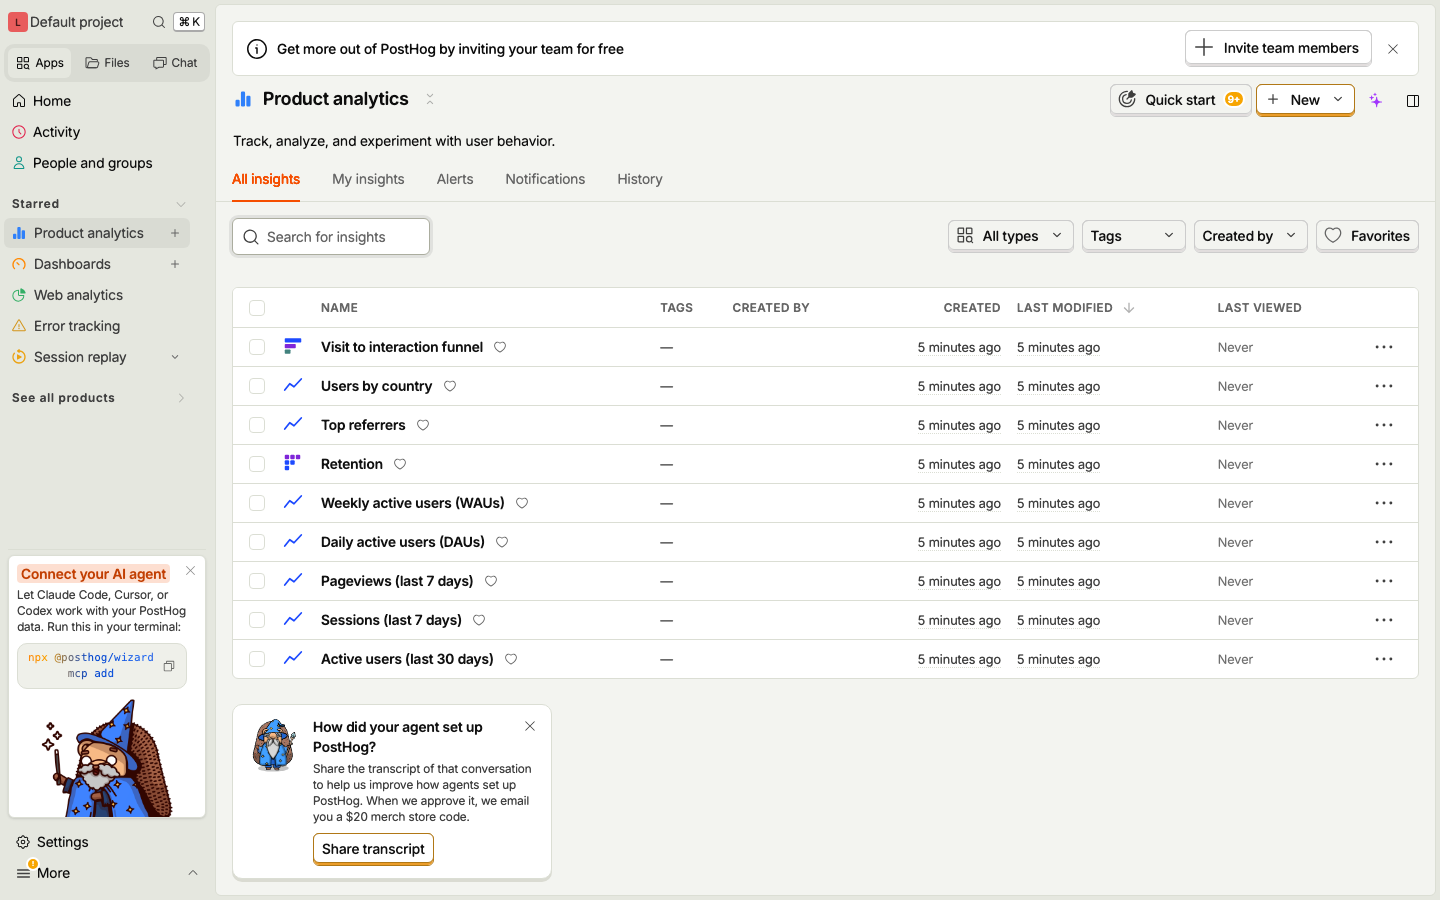 L Default project ⌘ K
Apps Files Chat
Home
Activity
People and groups
Starred
Product analytics
Dashboards
Web analytics
Error tracking
Session replay
See all products
Connect your AI agent
Let Claude Code, Cursor, or
Codex work with your PostHog
data. Run this in your terminal:
npx @posthog/wizard
mcp add
Settings
More
Get more out of PostHog by inviting your team for free
Invite team members
Product analytics
Quick start 9+
New
Track, analyze, and experiment with user behavior.
All insights My insights Alerts Notifications History
Search for insights
All types Tags Created by Favorites
NAME TAGS CREATED BY CREATED LAST MODIFIED LAST VIEWED
Visit to interaction funnel — 5 minutes ago 5 minutes ago Never
Users by country — 5 minutes ago 5 minutes ago Never
Top referrers — 5 minutes ago 5 minutes ago Never
Retention — 5 minutes ago 5 minutes ago Never
Weekly active users (WAUs) — 5 minutes ago 5 minutes ago Never
Daily active users (DAUs) — 5 minutes ago 5 minutes ago Never
Pageviews (last 7 days) — 5 minutes ago 5 minutes ago Never
Sessions (last 7 days) — 5 minutes ago 5 minutes ago Never
Active users (last 30 days) — 5 minutes ago 5 minutes ago Never
How did your agent set up
PostHog?
Share the transcript of that conversation
to help us improve how agents set up
PostHog. When we approve it, we email
you a $20 merch store code.
Share transcript